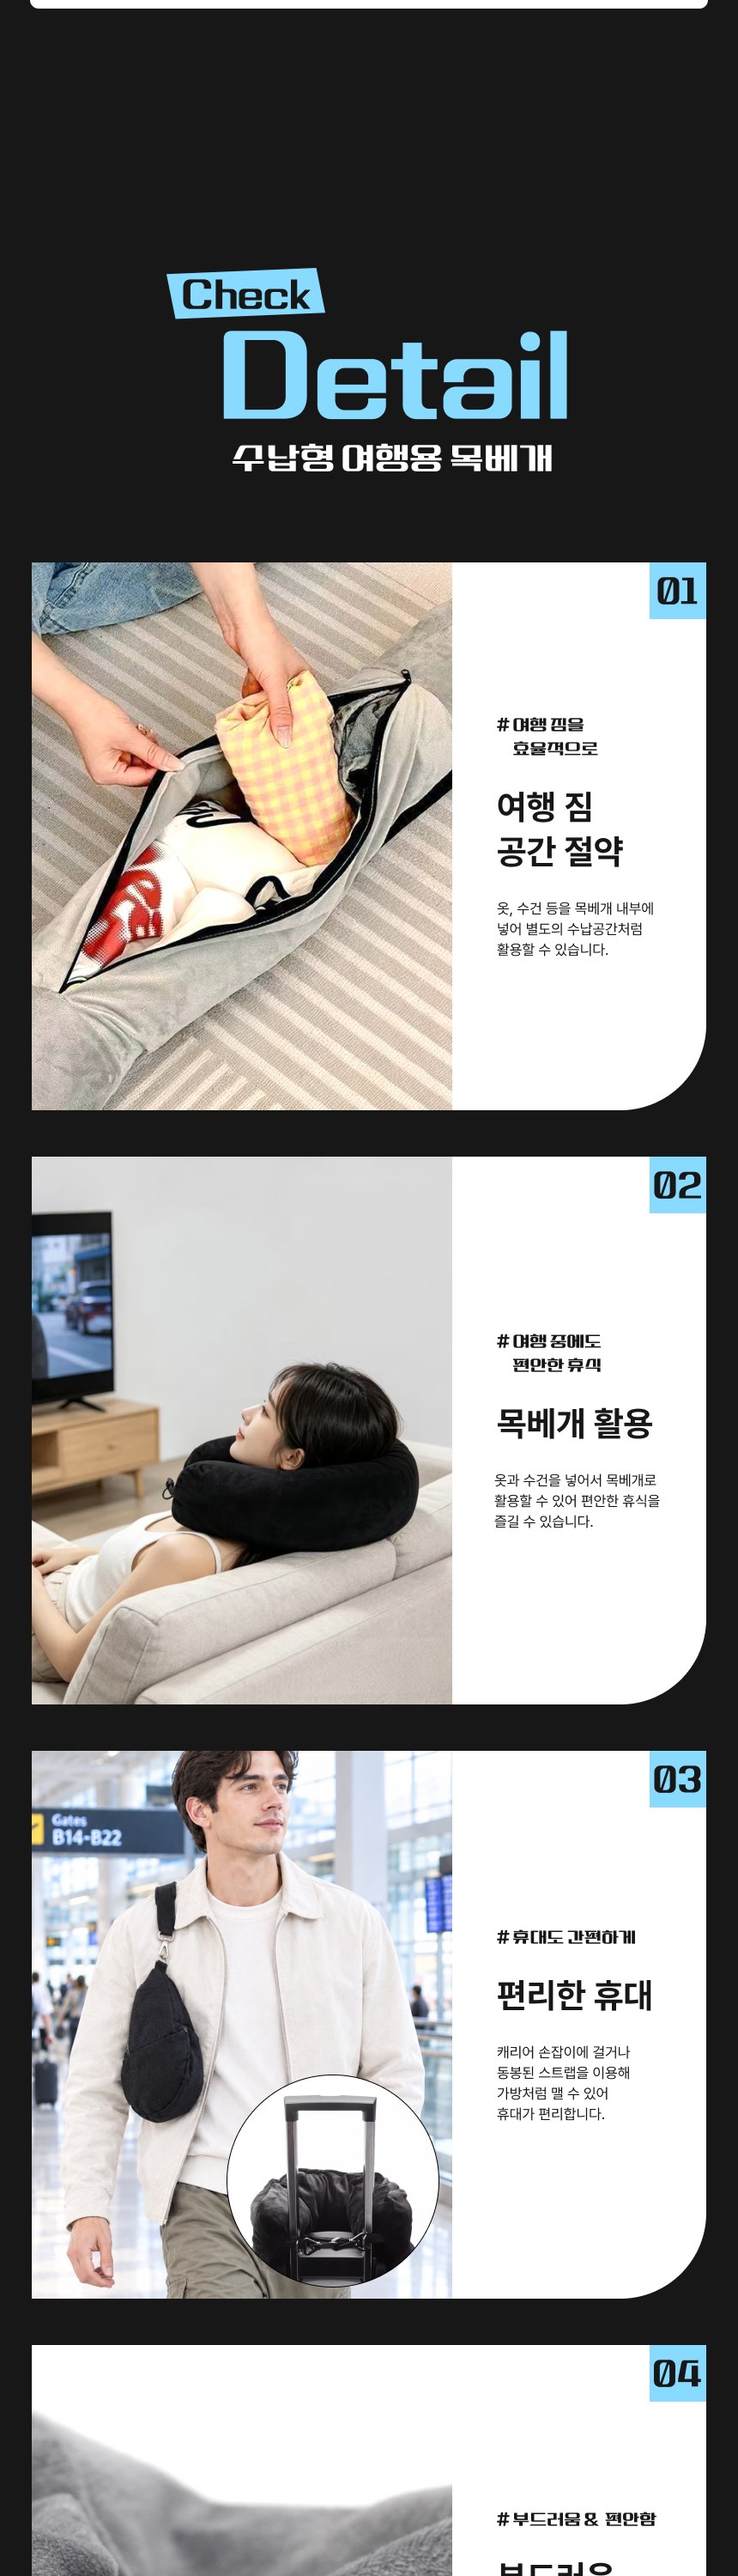 Check
Detail
수납형 여행용 목베개
01
# 여행 짐을
효율적으로
여행 짐
공간 절약
옷, 수건 등을 목베개 내부에
넣어 별도의 수납공간처럼
활용할 수 있습니다.
02
# 여행 중에도
편안한 휴식
목베개 활용
옷과 수건을 넣어서 목베개로
활용할 수 있어 편안한 휴식을
즐길 수 있습니다.
Gates
B14-B22
03
# 휴대도 간편하게
편리한 휴대
캐리어 손잡이에 걸거나
동봉된 스트랩을 이용해
가방처럼 맬 수 있어
휴대가 편리합니다.
04
# 부드러움 & 편안함